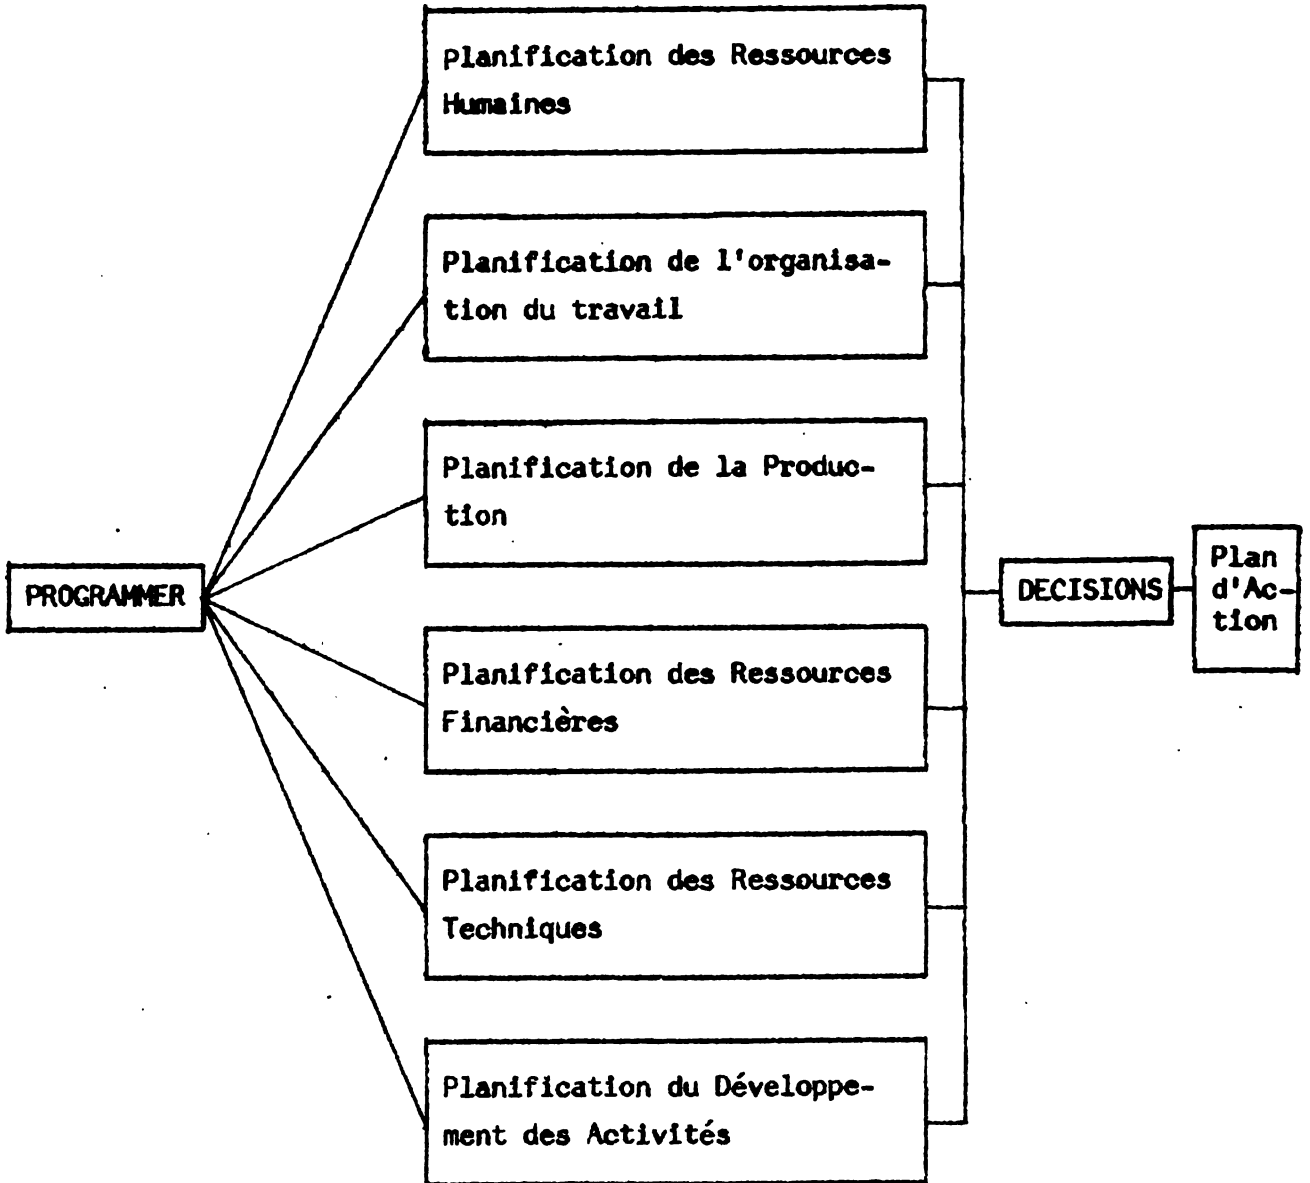 Planification des Ressources
Humaines
Planification de l'organisa-
tion du travail
Planification de la Produc-
tion
PROGRAMMER
DECISIONS
Plan
d'Ac-
tion
Planification des Ressources
Financières
Planification des Ressources
Techniques
Planification du Développe-
ment des Activités